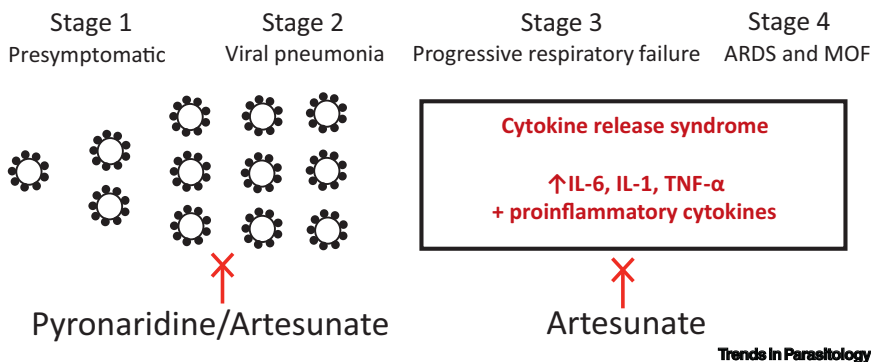 Stage 1
Presymptomatic
Stage 2
Viral pneumonia
Stage 3
Progressive respiratory failure
Stage 4
ARDS and MOF
Cytokine release syndrome
↑IL-6, IL-1, TNF-α
+ proinflammatory cytokines
Pyronaridine/Artesunate
Artesunate
Trends in Parasitology